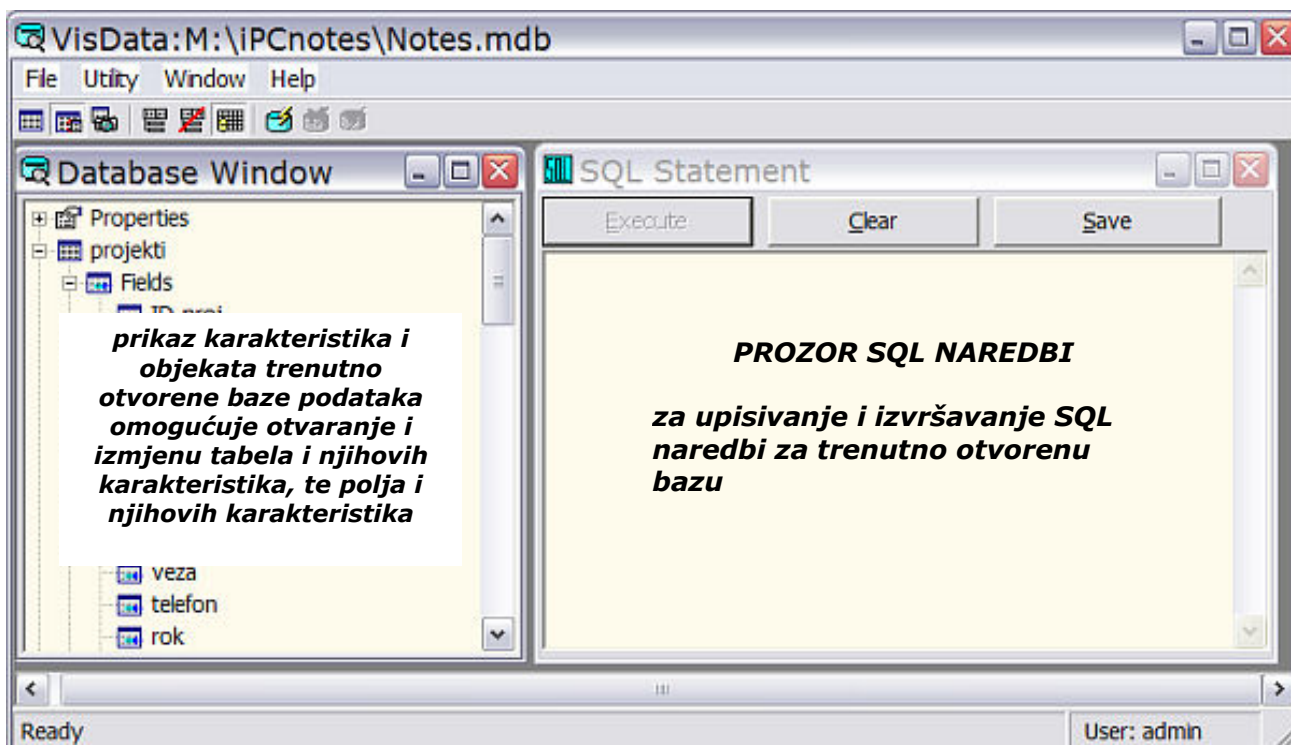 VisData:M:\iPCnotes\Notes.mdb
File Utility Window Help
Database Window
Properties
projekti
Fields
ID_proj
prikaz karakteristika i
objekata trenutno
otvorene baze podataka
omogućuje otvaranje i
izmjenu tabela i njihovih
karakteristika, te polja i
njihovih karakteristika
veza
telefon
rok
SQL Statement
Execute Clear Save
PROZOR SQL NAREDBI
za upisivanje i izvršavanje SQL
naredbi za trenutno otvorenu
bazu
Ready User: admin